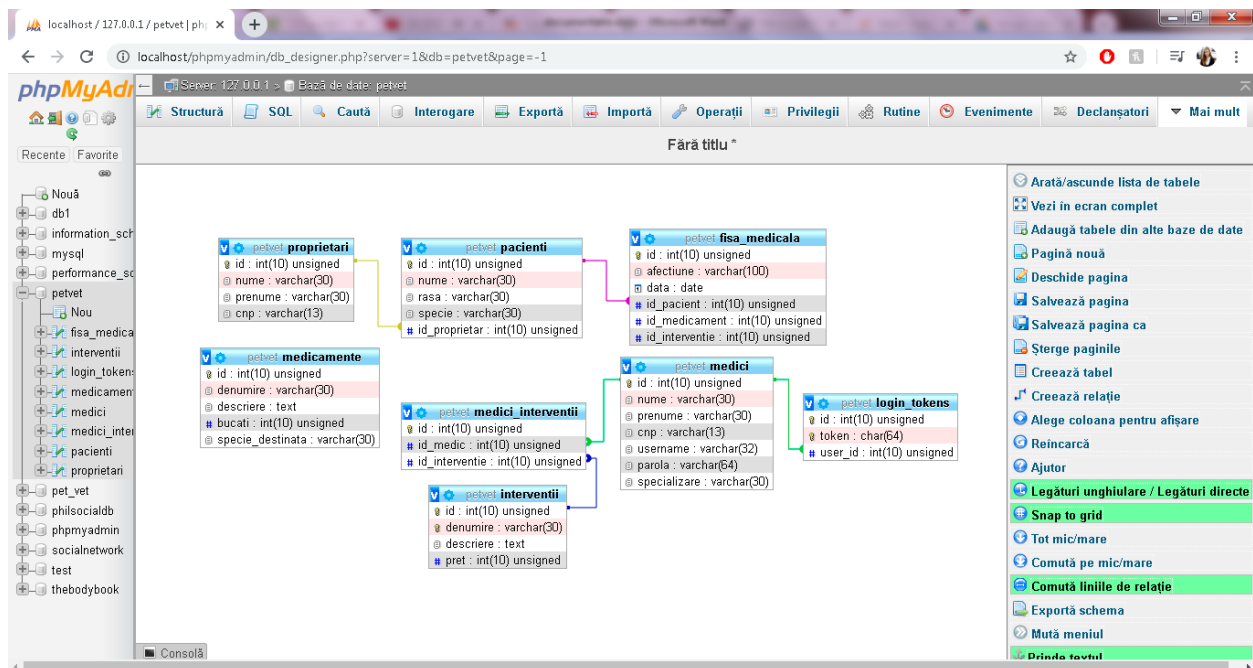 localhost / 127.0.0.1 / petvet | ph
localhost/phpmyadmin/db_designer.php?server=1&db=petvet&page=-1
phpMyAdr
Server: 127.0.0.1 » Bază de date: petvet
Structură SQL Caută Interogare Exportă Importă Operații Privilegii Rutine Evenimente Declanșatori Mai mult
Fără titlu *
Recente Favorite
Nouă
db1
information_sch
mysql
performance_sc
petvet
Nou
fisa_medica
interventii
login_token
medicamen
medici
medici_inter
pacienti
proprietari
pet_vet
philsocialdb
phpmyadmin
socialnetwork
test
thebodybook
petvet proprietari
id : int(10) unsigned
nume : varchar(30)
prenume : varchar(30)
cnp : varchar(13)
petvet pacienti
id : int(10) unsigned
nume : varchar(30)
rasa : varchar(30)
specie : varchar(30)
id_proprietar : int(10) unsigned
petvet fisa_medicala
id : int(10) unsigned
afectiune : varchar(100)
data : date
id_pacient : int(10) unsigned
id_medicament : int(10) unsigned
id_interventie : int(10) unsigned
petvet medicamente
id : int(10) unsigned
denumire : varchar(30)
descriere : text
bucati : int(10) unsigned
specie_destinata : varchar(30)
petvet medici_interventii
id : int(10) unsigned
id_medic : int(10) unsigned
id_interventie : int(10) unsigned
petvet medici
id : int(10) unsigned
nume : varchar(30)
prenume : varchar(30)
cnp : varchar(13)
username : varchar(32)
parola : varchar(64)
specializare : varchar(30)
petvet login_tokens
id : int(10) unsigned
token : char(64)
user_id : int(10) unsigned
petvet interventii
id : int(10) unsigned
denumire : varchar(30)
descriere : text
pret : int(10) unsigned
Arată/ascunde lista de tabele
Vezi în ecran complet
Adaugă tabele din alte baze de date
Pagină nouă
Deschide pagina
Salvează pagina
Salvează pagina ca
Șterge paginile
Creează tabel
Creează relație
Alege coloana pentru afișare
Reîncarcă
Ajutor
Legături unghiulare / Legături directe
Snap to grid
Tot mic/mare
Comută pe mic/mare
Comută liniile de relație
Exportă schema
Mută meniul
Prinde textul
Consolă